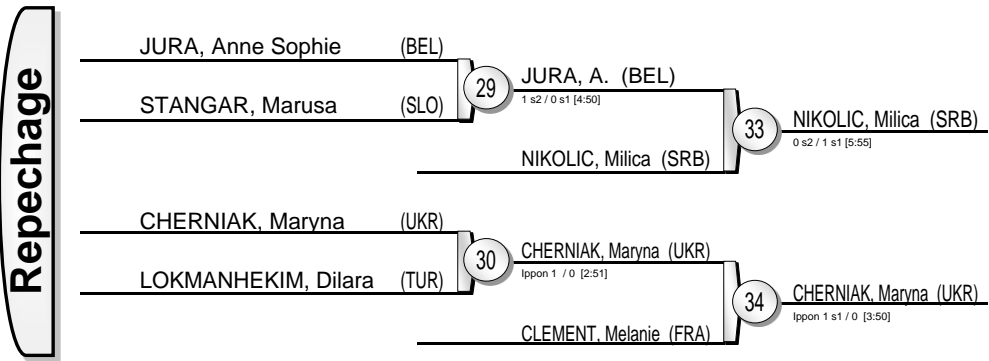 Repechage
JURA, Anne Sophie (BEL)
STANGAR, Marusa (SLO)
29
JURA, A. (BEL)
1 s2 / 0 s1 [4:50]
NIKOLIC, Milica (SRB)
33
NIKOLIC, Milica (SRB)
0 s2 / 1 s1 [5:55]
CHERNIAK, Maryna (UKR)
LOKMANHEKIM, Dilara (TUR)
30
CHERNIAK, Maryna (UKR)
Ippon 1 / 0 [2:51]
CLEMENT, Melanie (FRA)
34
CHERNIAK, Maryna (UKR)
Ippon 1 s1 / 0 [3:50]